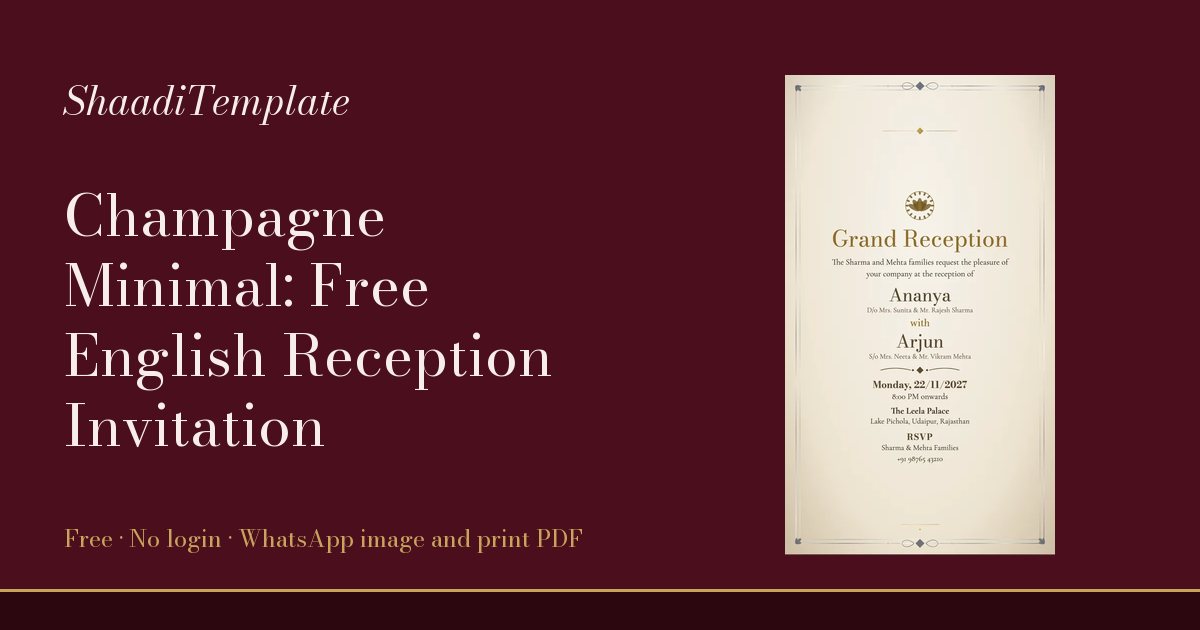 ShaadiTemplate
Champagne
Minimal: Free
English Reception
Invitation
Free · No login · WhatsApp image and print PDF
Grand Reception
The Sharma and Mehta families request the pleasure of
your company at the reception of
Ananya
D/o Mrs. Sunita & Mr. Rajesh Sharma
with
Arjun
S/o Mrs. Neeta & Mr. Vikram Mehta
Monday, 22/11/2027
8:00 PM onwards
The Leela Palace
Lake Pichola, Udaipur, Rajasthan
RSVP
Sharma & Mehta Families
+91 98765 43210